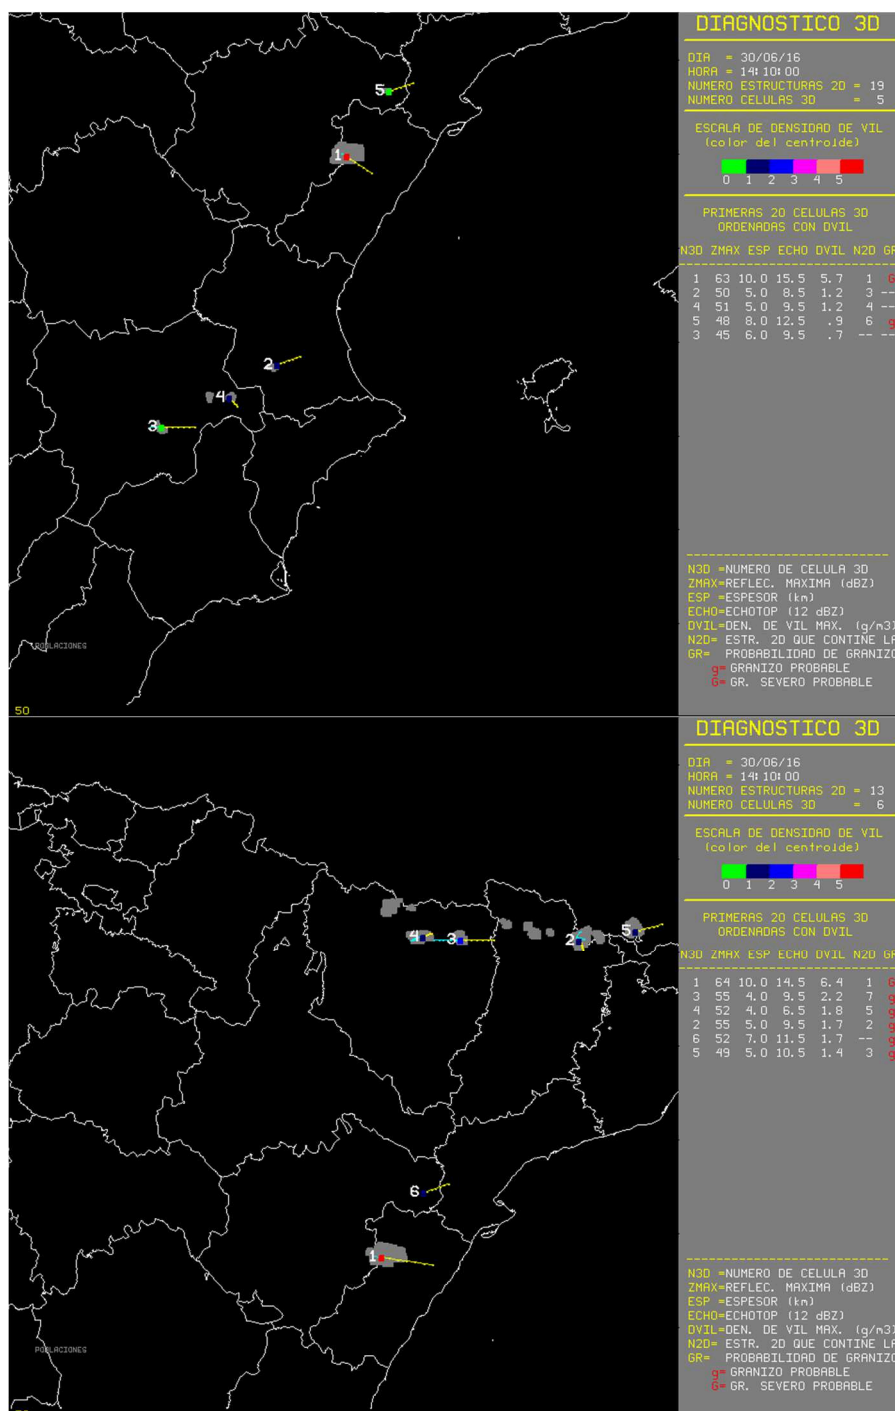 DIAGNOSTICO 3D
DIA = 30/06/16
HORA = 14:10:00
NUMERO ESTRUCTURAS 2D = 19
NUMERO CELULAS 3D = 5
ESCALA DE DENSIDAD DE VIL
(color del centroide)
0 1 2 3 4 5
PRIMERAS 20 CELULAS 3D
ORDENADAS CON DVIL
N3D ZMAX ESP ECHO DVIL N2D GR
1 63 10.0 15.5 5.7 1 G
2 50 5.0 8.5 1.2 3 --
4 51 5.0 9.5 1.2 4 --
5 48 8.0 12.5 .9 6 g
3 45 6.0 9.5 .7 -- --
N3D =NUMERO DE CELULA 3D
ZMAX=REFLEC. MAXIMA (dBZ)
ESP =ESPESOR (km)
ECHO=ECHOTOP (12 dBZ)
DVIL=DEN. DE VIL MAX. (g/m3)
N2D= ESTR. 2D QUE CONTINE LA
GR= PROBABILIDAD DE GRANIZO
g= GRANIZO PROBABLE
G= GR. SEVERO PROBABLE
5
1
2
4
3
POBLACIONES
50
DIAGNOSTICO 3D
DIA = 30/06/16
HORA = 14:10:00
NUMERO ESTRUCTURAS 2D = 13
NUMERO CELULAS 3D = 6
ESCALA DE DENSIDAD DE VIL
(color del centroide)
0 1 2 3 4 5
PRIMERAS 20 CELULAS 3D
ORDENADAS CON DVIL
N3D ZMAX ESP ECHO DVIL N2D GR
1 64 10.0 14.5 6.4 1 G
3 55 4.0 9.5 2.2 7 g
4 52 4.0 6.5 1.8 5 g
2 55 5.0 9.5 1.7 2 g
6 52 7.0 11.5 1.7 -- g
5 49 5.0 10.5 1.4 3 g
N3D =NUMERO DE CELULA 3D
ZMAX=REFLEC. MAXIMA (dBZ)
ESP =ESPESOR (km)
ECHO=ECHOTOP (12 dBZ)
DVIL=DEN. DE VIL MAX. (g/m3)
N2D= ESTR. 2D QUE CONTINE LA
GR= PROBABILIDAD DE GRANIZO
g= GRANIZO PROBABLE
G= GR. SEVERO PROBABLE
4
3
2
5
6
1
POBLACIONES